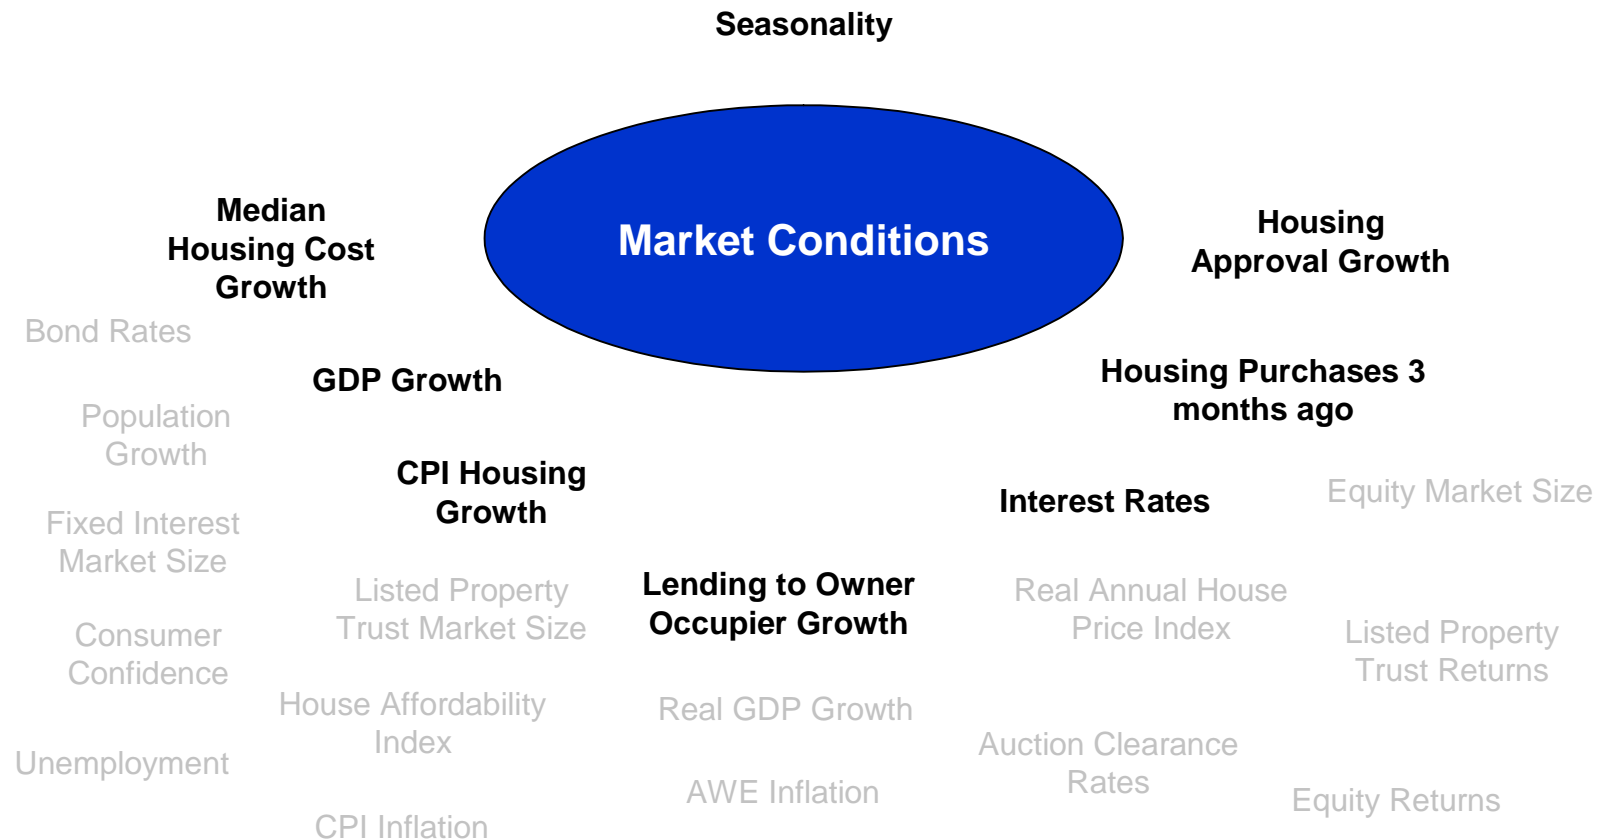 Seasonality
Market Conditions
Median
Housing Cost
Growth
Housing
Approval Growth
Bond Rates
GDP Growth
Housing Purchases 3
months ago
Population
Growth
CPI Housing
Growth
Interest Rates
Equity Market Size
Fixed Interest
Market Size
Listed Property
Trust Market Size
Lending to Owner
Occupier Growth
Real Annual House
Price Index
Consumer
Confidence
Listed Property
Trust Returns
House Affordability
Index
Real GDP Growth
Auction Clearance
Rates
Unemployment
AWE Inflation
Equity Returns
CPI Inflation